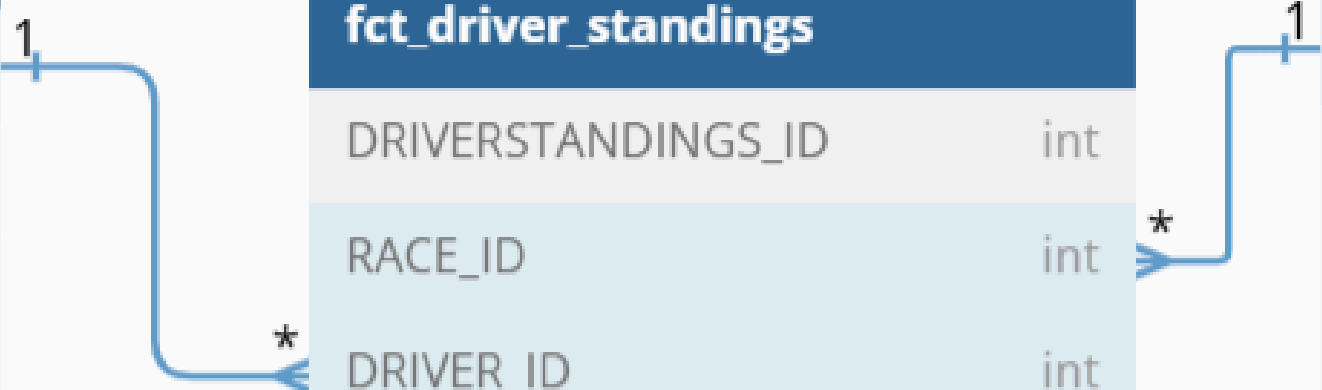 1
fct_driver_standings
1
DRIVERSTANDINGS_ID int
RACE_ID int
*
*
DRIVER_ID int